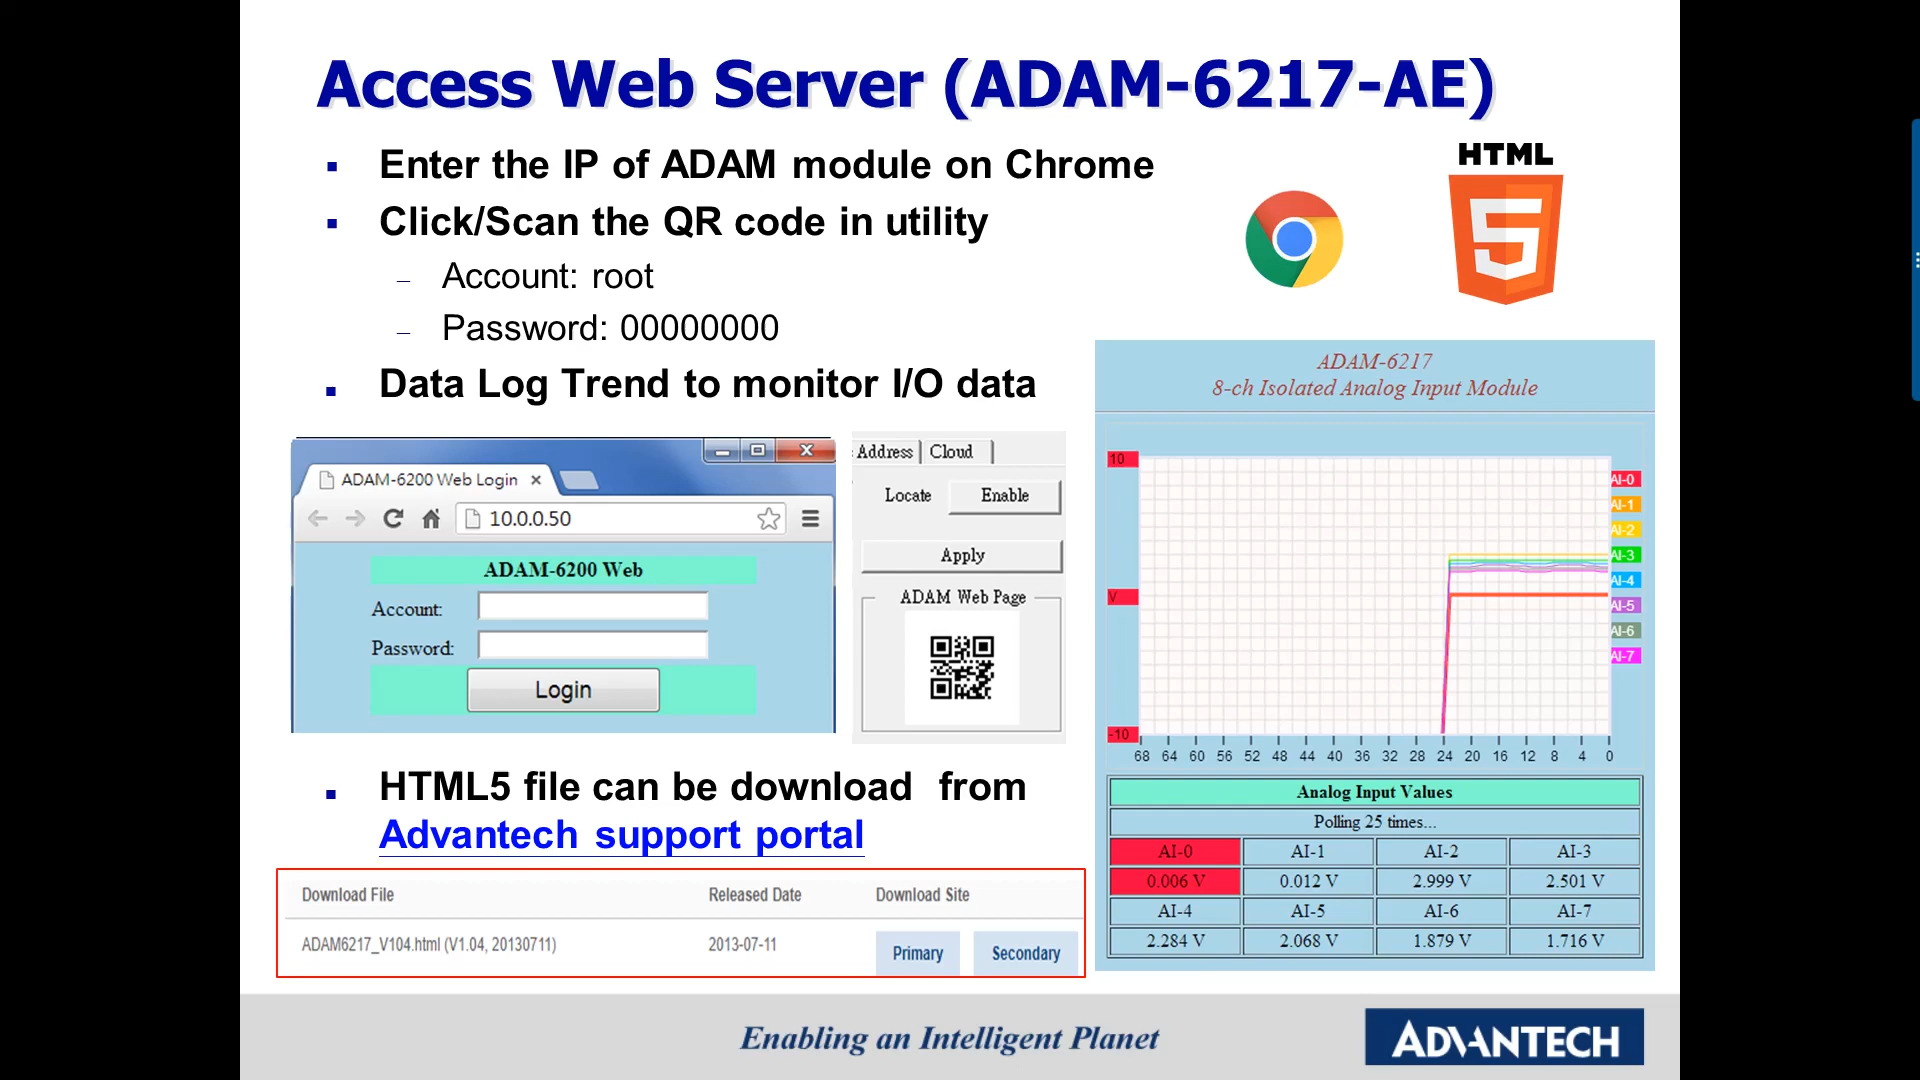 Access Web Server (ADAM-6217-AE)
Enter the IP of ADAM module on Chrome
Click/Scan the QR code in utility
Account: root
Password: 00000000
Data Log Trend to monitor I/O data
HTML
5
ADAM-6200 Web Login
10.0.0.50
ADAM-6200 Web
Account:
Password:
Login
Address Cloud
Locate Enable
Apply
ADAM Web Page
ADAM-6217
8-ch Isolated Analog Input Module
10
V
-10
AI-0
AI-1
AI-2
AI-3
AI-4
AI-5
AI-6
AI-7
68 64 60 56 52 48 44 40 36 32 28 24 20 16 12 8 4 0
Analog Input Values
Polling 25 times...
AI-0 AI-1 AI-2 AI-3
0.006 V 0.012 V 2.999 V 2.501 V
AI-4 AI-5 AI-6 AI-7
2.284 V 2.068 V 1.879 V 1.716 V
HTML5 file can be download from
Advantech support portal
Download File Released Date Download Site
ADAM6217_V104.html (V1.04, 20130711) 2013-07-11 Primary Secondary
Enabling an Intelligent Planet
ADVANTECH